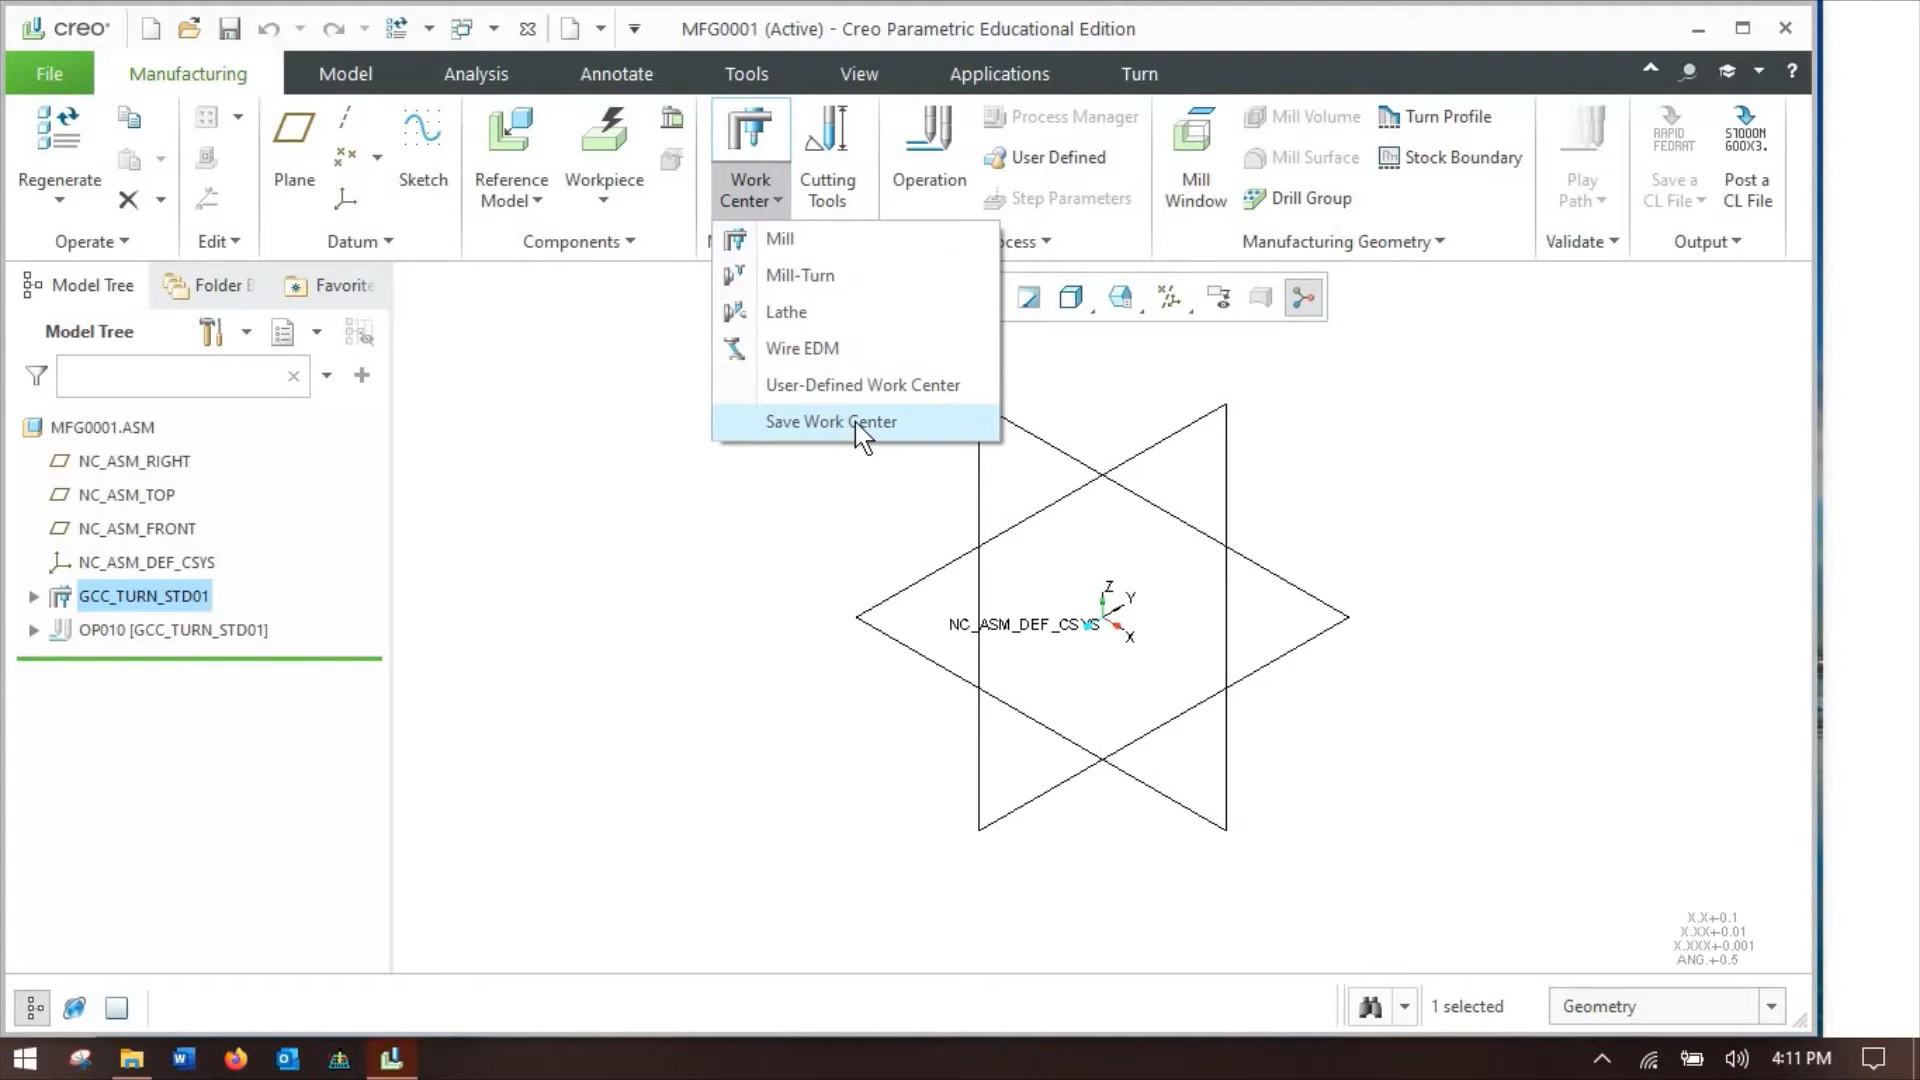 creo
MFG0001 (Active) - Creo Parametric Educational Edition
File
Manufacturing
Model
Analysis
Annotate
Tools
View
Applications
Turn
?
Regenerate
Operate
Edit
Plane
Sketch
Datum
Reference
Model
Workpiece
Components
Work
Center
Cutting
Tools
Operation
Process Manager
User Defined
Step Parameters
cess
Mill
Window
Mill Volume
Mill Surface
Drill Group
Turn Profile
Stock Boundary
Manufacturing Geometry
Play
Path
Validate
RAPID
FEDRAT
Save a
CL File
S1000N
G00X3.
Post a
CL File
Output
Mill
Mill-Turn
Lathe
Wire EDM
User-Defined Work Center
Save Work Center
Model Tree
Folder B
Favorite
Model Tree
MFG0001.ASM
NC_ASM_RIGHT
NC_ASM_TOP
NC_ASM_FRONT
NC_ASM_DEF_CSYS
GCC_TURN_STD01
OP010 [GCC_TURN_STD01]
Z
Y
NC_ASM_DEF_CSYS
X
X.X+-0.1
X.XX+-0.01
X.XXX+-0.001
ANG.+-0.5
1 selected
Geometry
4:11 PM